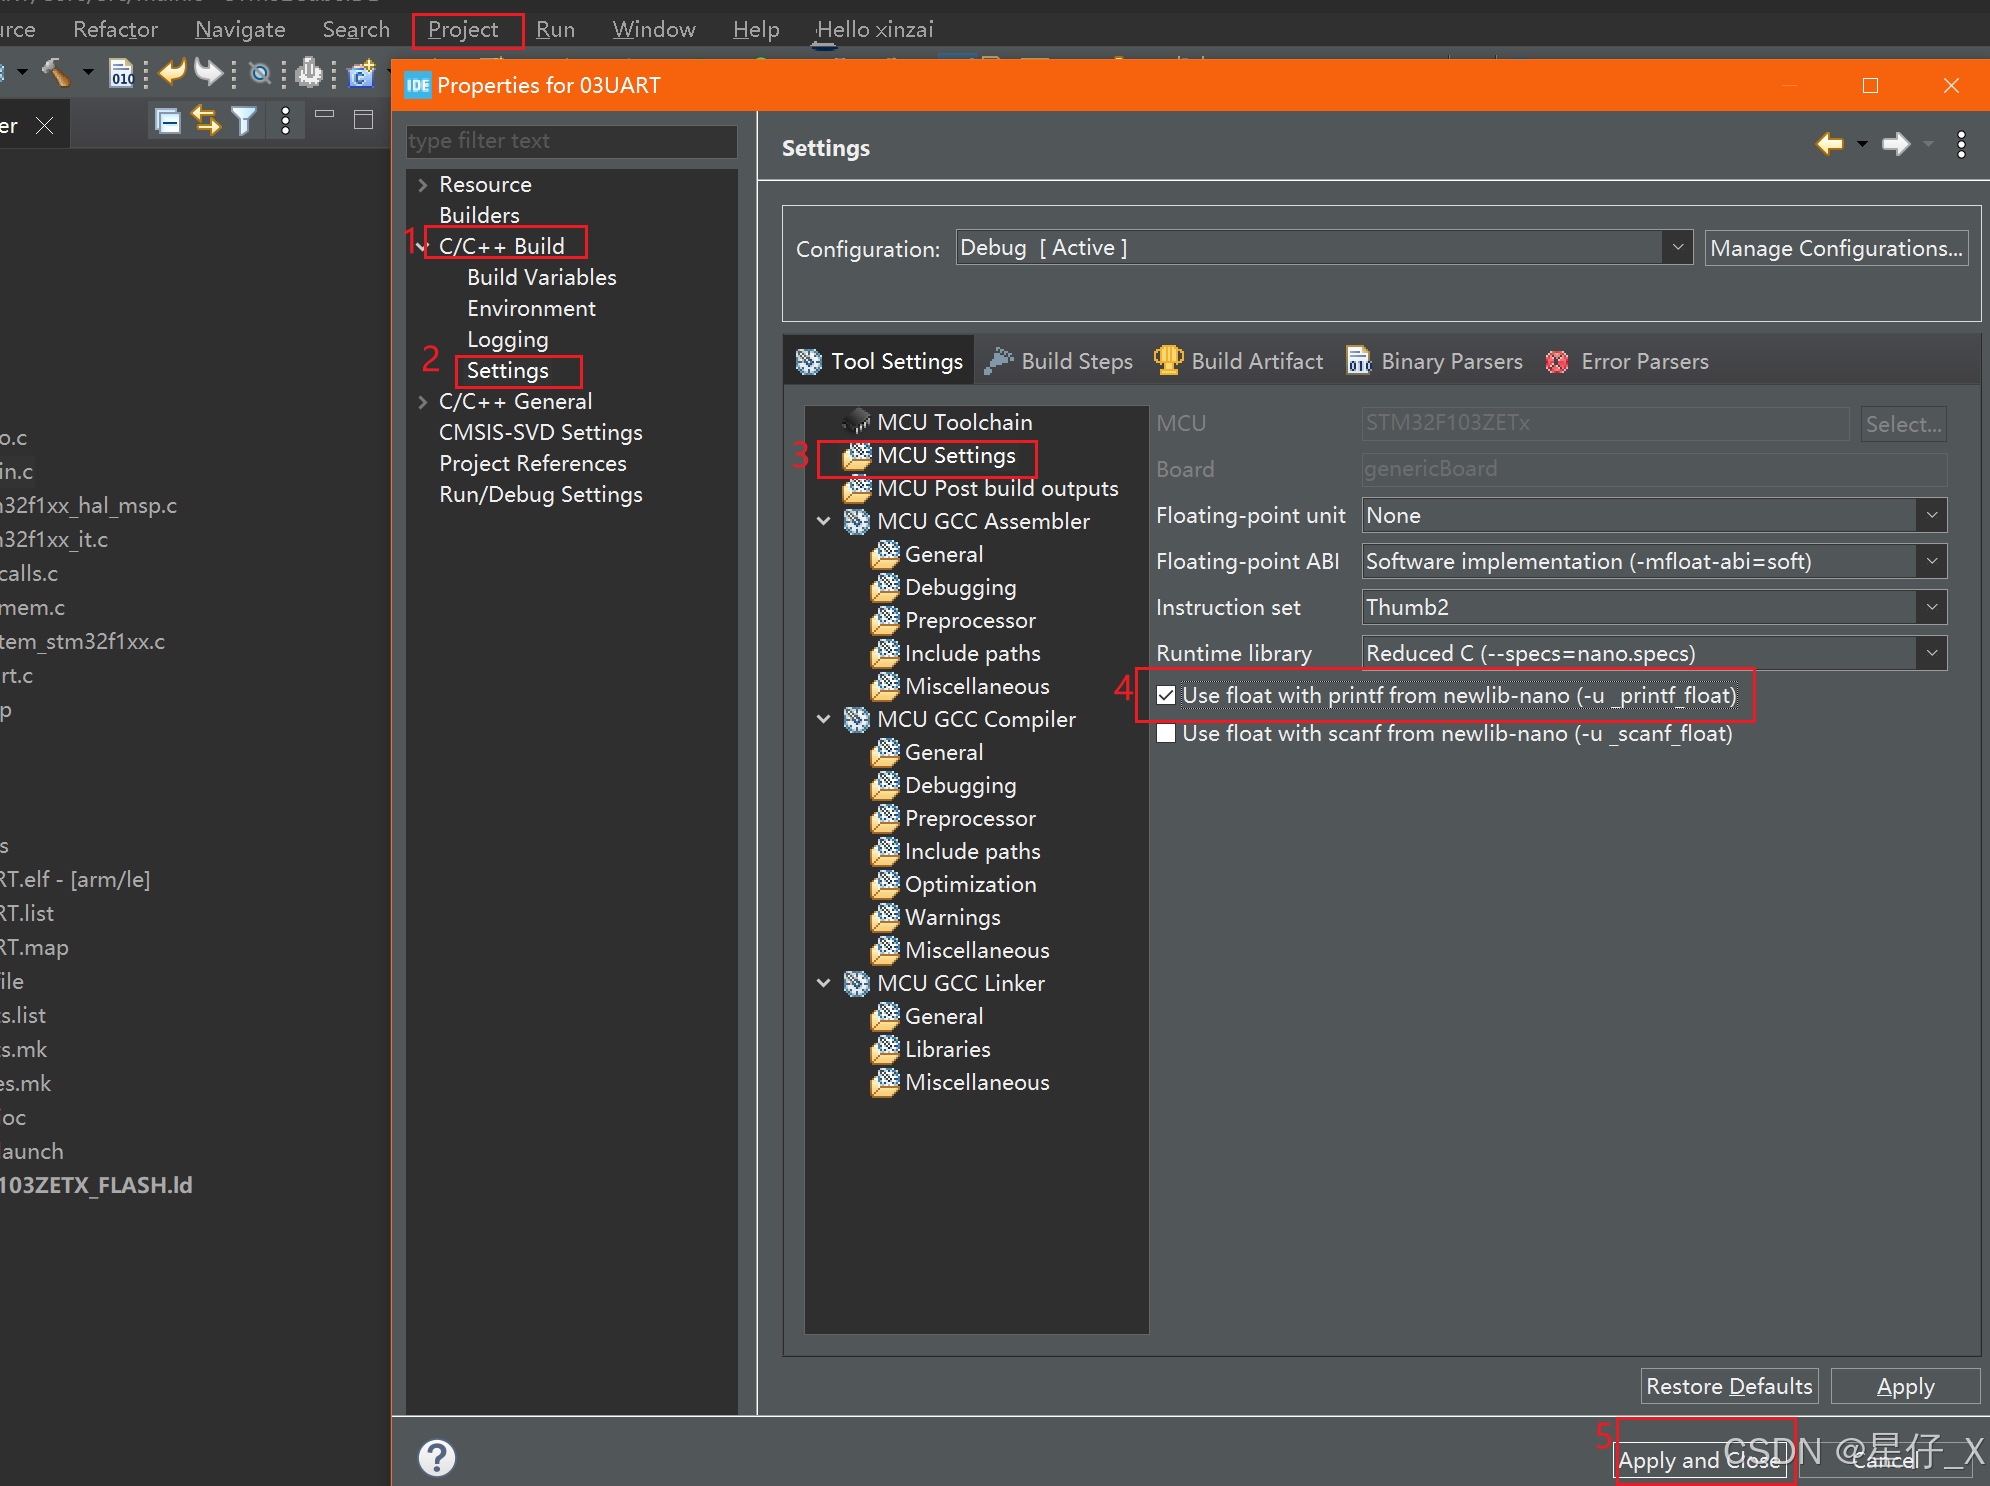 Refactor
Navigate
Search
Project
Run
Window
Help
Hello xinzai
er
IDE Properties for 03UART
type filter text
Resource
Builders
1 C/C++ Build
Build Variables
Environment
Logging
2 Settings
C/C++ General
CMSIS-SVD Settings
Project References
Run/Debug Settings
Settings
Configuration:
Debug [ Active ]
Manage Configurations...
Tool Settings
Build Steps
Build Artifact
Binary Parsers
Error Parsers
MCU Toolchain
3 MCU Settings
MCU Post build outputs
MCU GCC Assembler
General
Debugging
Preprocessor
Include paths
Miscellaneous
MCU GCC Compiler
General
Debugging
Preprocessor
Include paths
Optimization
Warnings
Miscellaneous
MCU GCC Linker
General
Libraries
Miscellaneous
MCU
STM32F103ZETx
Select...
Board
genericBoard
Floating-point unit
None
Floating-point ABI
Software implementation (-mfloat-abi=soft)
Instruction set
Thumb2
Runtime library
Reduced C (--specs=nano.specs)
4 Use float with printf from newlib-nano (-u _printf_float)
Use float with scanf from newlib-nano (-u _scanf_float)
o.c
in.c
32f1xx_hal_msp.c
32f1xx_it.c
calls.c
mem.c
tem_stm32f1xx.c
rt.c
p
s
RT.elf - [arm/le]
RT.list
RT.map
file
s.list
s.mk
es.mk
ioc
launch
103ZETX_FLASH.ld
Restore Defaults
Apply
5 Apply and Close
Cancel
CSDN @星仔_X